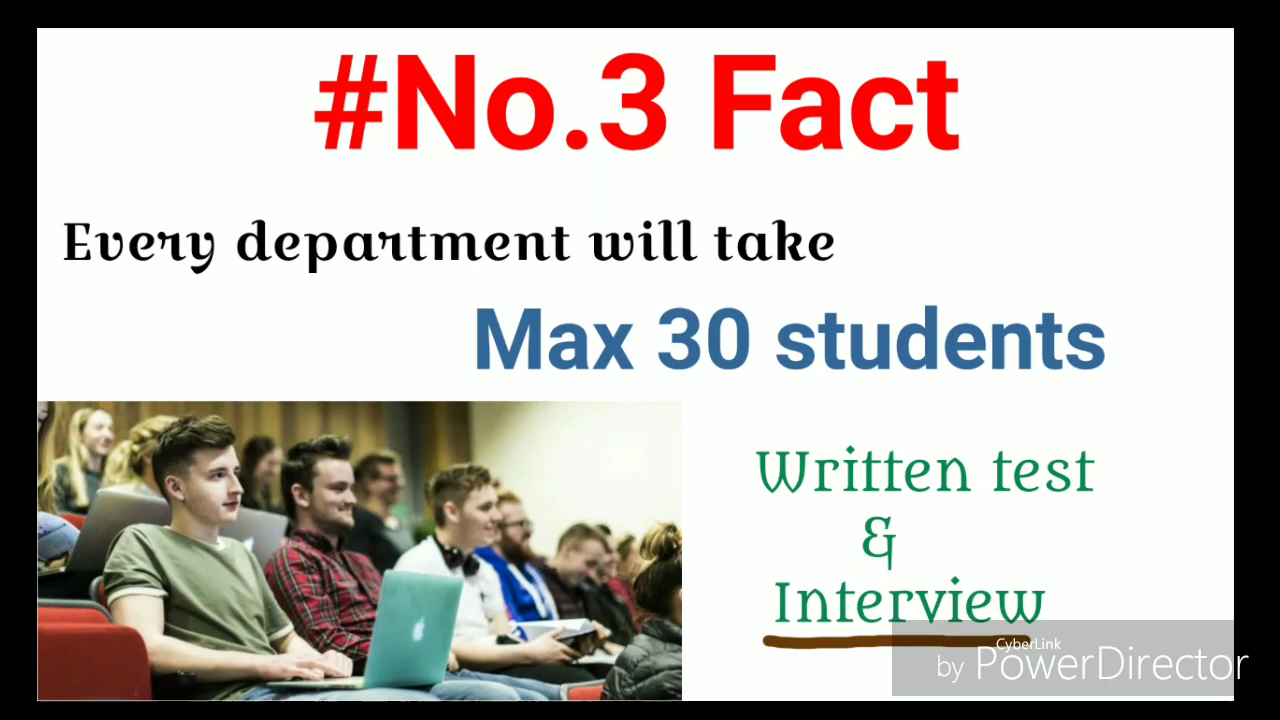 #No.3 Fact
Every department will take
Max 30 students
Written test
&
Interview
CyberLink
by PowerDirector